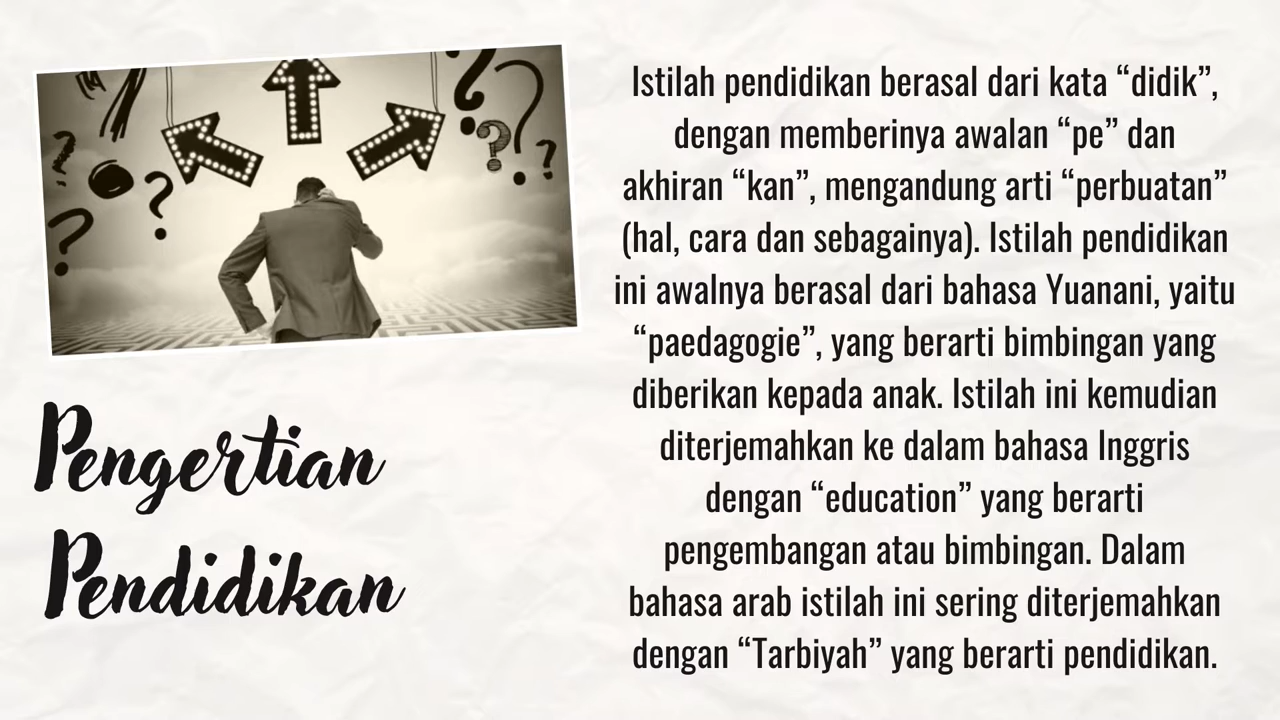 Pengertian
Pendidikan
Istilah pendidikan berasal dari kata “didik”,
dengan memberinya awalan “pe” dan
akhiran “kan”, mengandung arti “perbuatan”
(hal, cara dan sebagainya). Istilah pendidikan
ini awalnya berasal dari bahasa Yuanani, yaitu
“paedagogie”, yang berarti bimbingan yang
diberikan kepada anak. Istilah ini kemudian
diterjemahkan ke dalam bahasa Inggris
dengan “education” yang berarti
pengembangan atau bimbingan. Dalam
bahasa arab istilah ini sering diterjemahkan
dengan “Tarbiyah” yang berarti pendidikan.